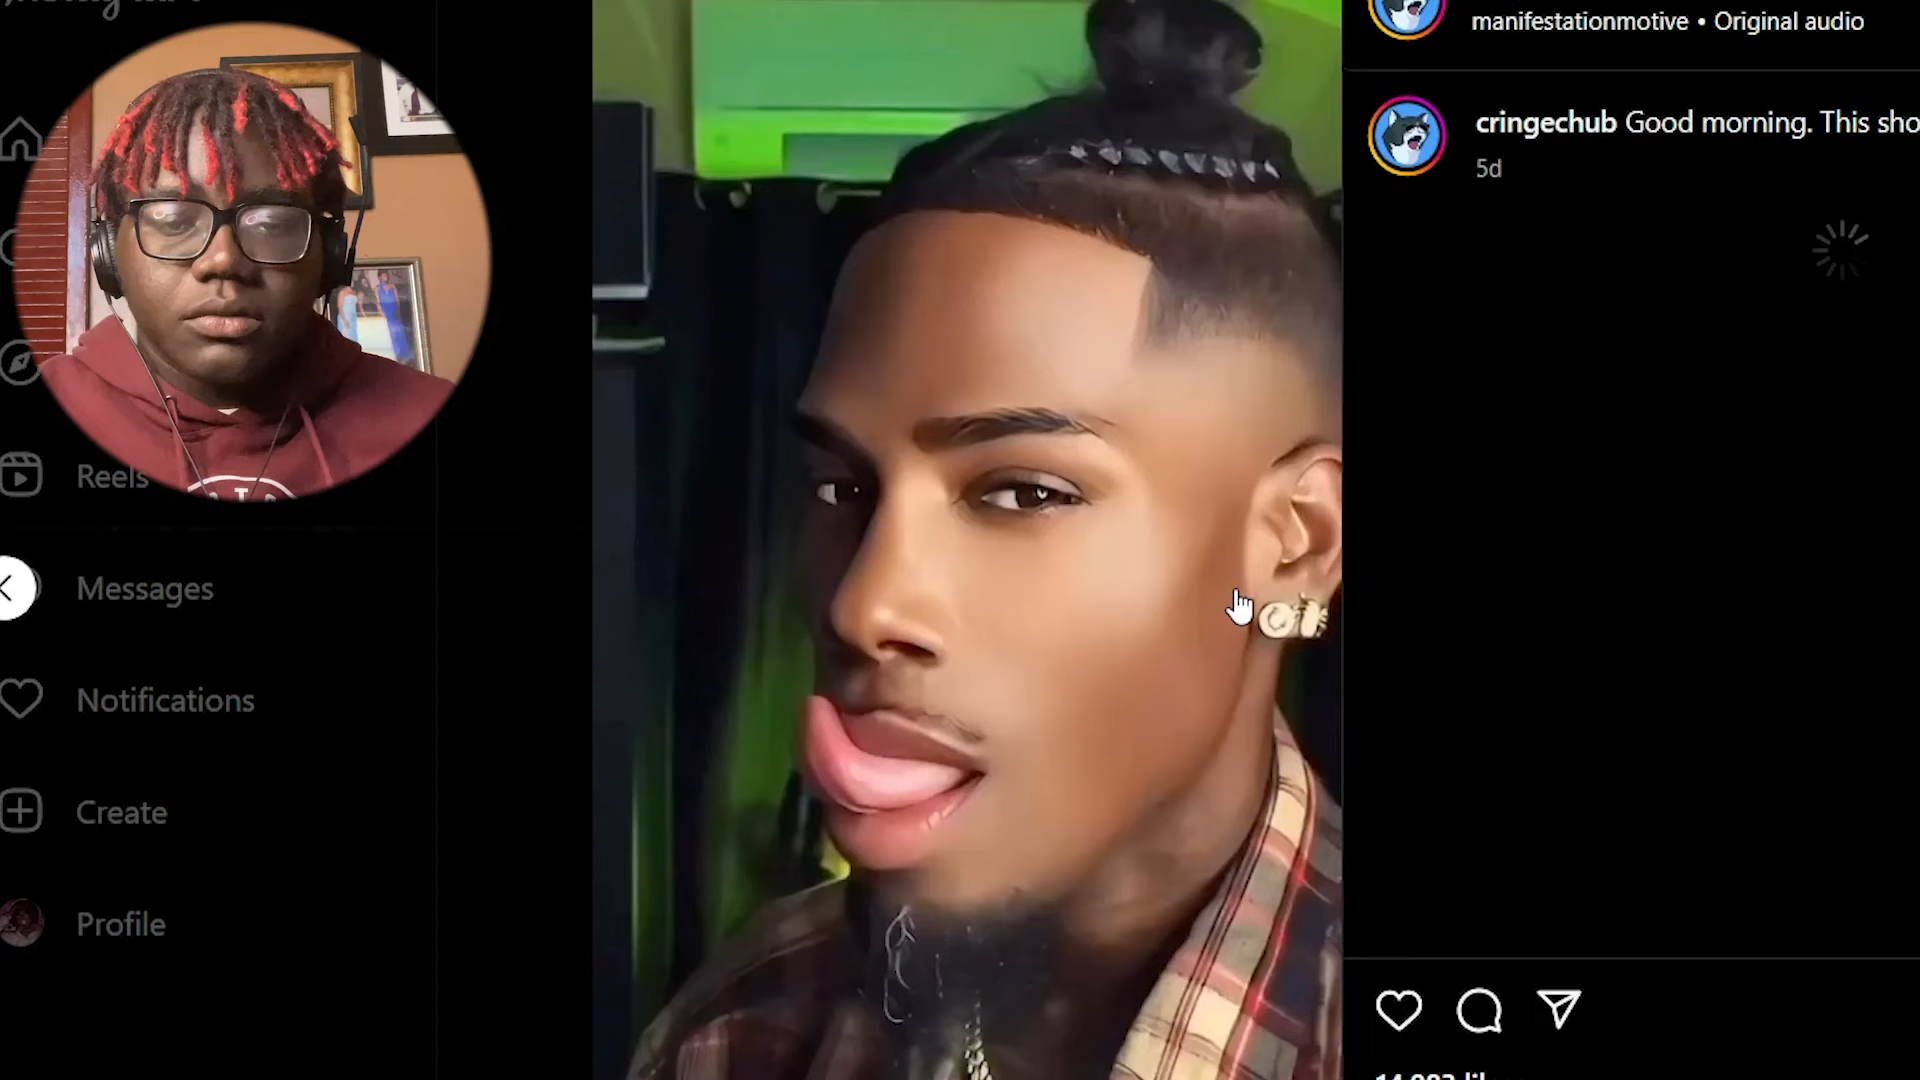 manifestationmotive • Original audio
cringechub Good morning. This sho
5d
Reels
Messages
Notifications
Create
Profile